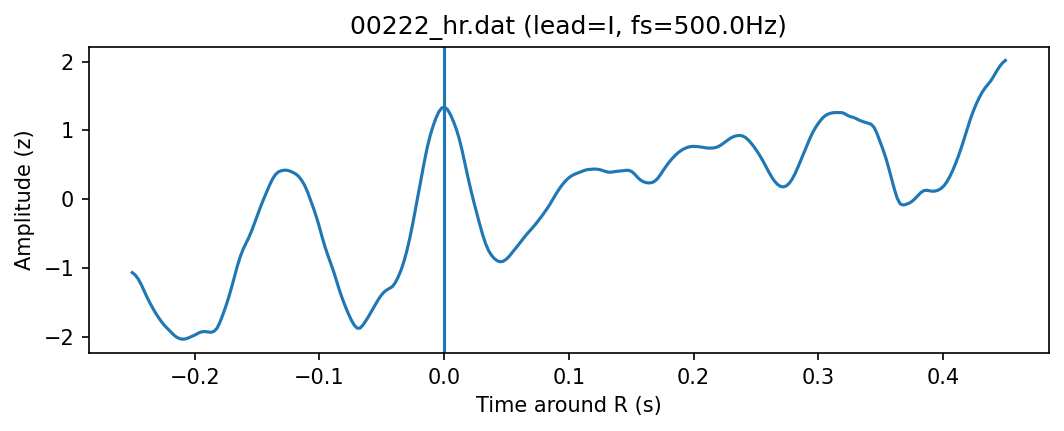 00222_hr.dat (lead=I, fs=500.0Hz)
Amplitude (z)
2
1
0
−1
−2
−0.2 −0.1 0.0 0.1 0.2 0.3 0.4
Time around R (s)